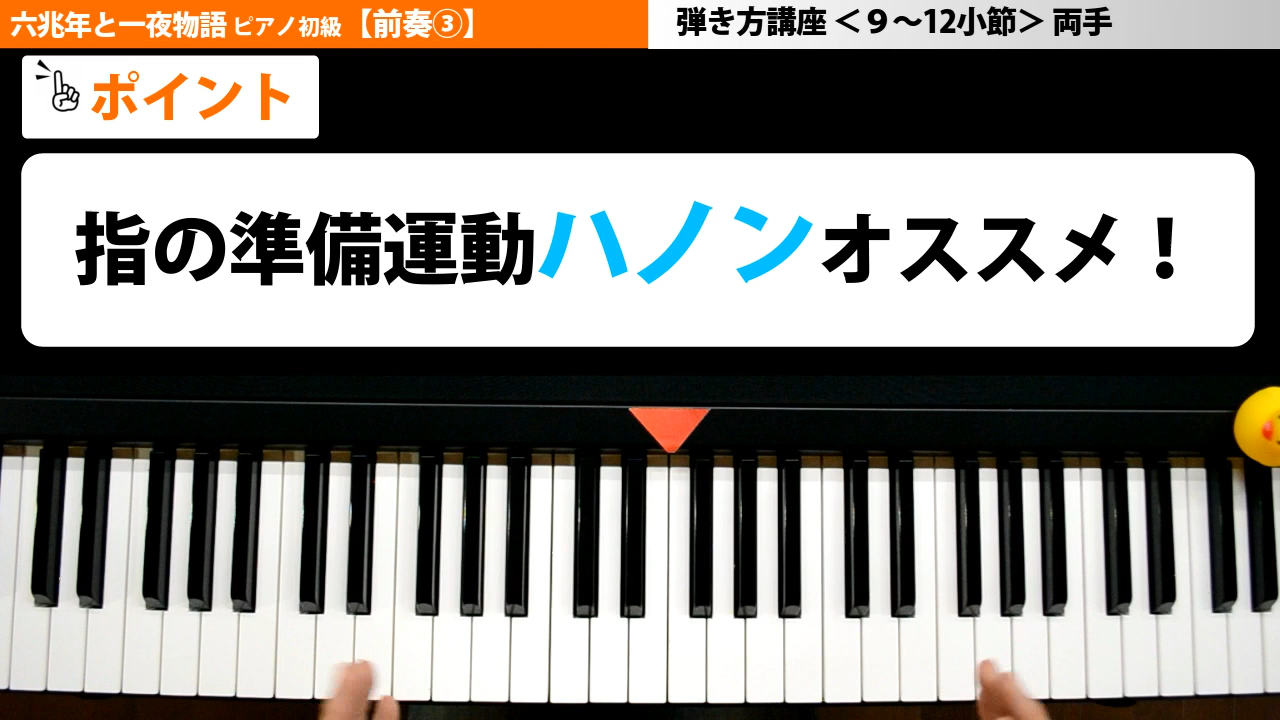 六兆年と一夜物語 ピアノ初級【前奏③】
弾き方講座 ＜９〜12小節＞ 両手
ポイント
指の準備運動ハノンオススメ！